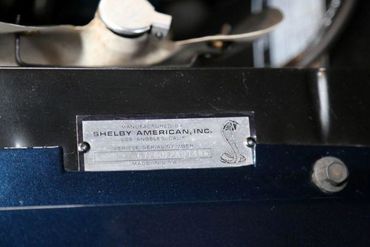 MANUFACTURED BY
SHELBY AMERICAN, INC.
LOS ANGELES, CALIF.
VEHICLE SERIAL NUMBER
MADE IN U.S.A.